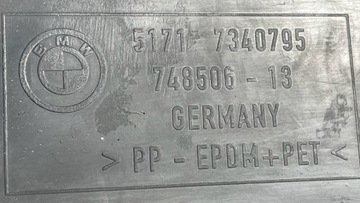 BMW
5171 7340795
748506 - 13
GERMANY
> PP - EPDM+PET <